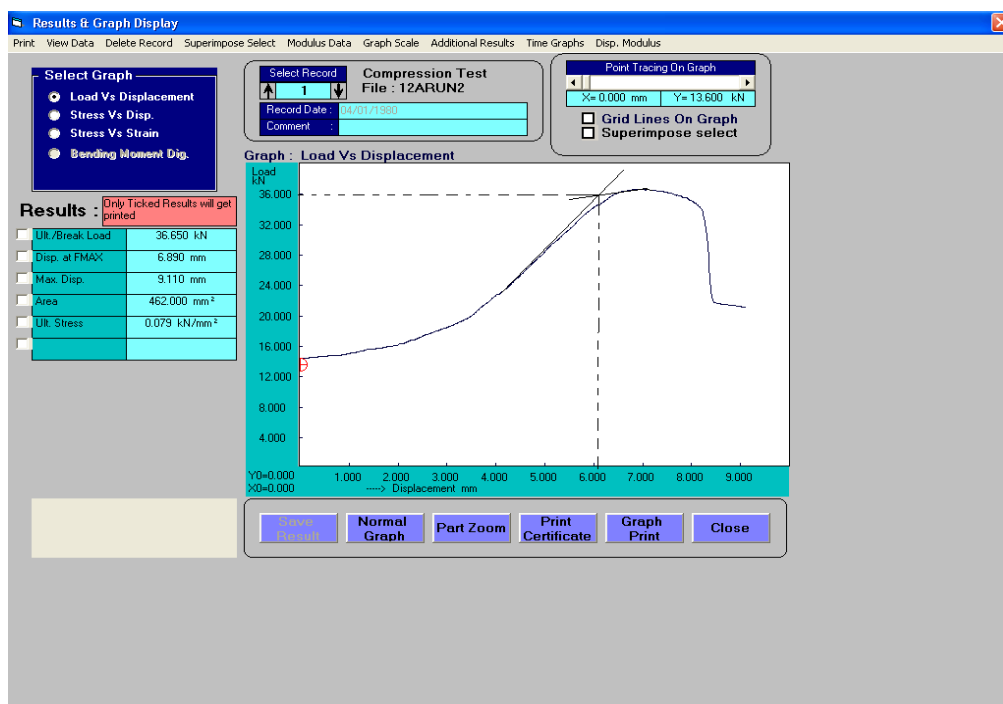 Results & Graph Display
Print View Data Delete Record Superimpose Select Modulus Data Graph Scale Additional Results Time Graphs Disp. Modulus
Select Graph
Load Vs Displacement
Stress Vs Disp.
Stress Vs Strain
Bending Moment Dig.
Select Record
1
Compression Test
File : 12ARUN2
Record Date : 04/01/1980
Comment :
Point Tracing On Graph
X= 0.000 mm Y= 13.600 kN
Grid Lines On Graph
Superimpose select
Results : Only Ticked Results will get
printed
Ult./Break Load 36.650 kN
Disp. at FMAX 6.890 mm
Max. Disp. 9.110 mm
Area 462.000 mm²
Ult. Stress 0.079 kN/mm²
Graph : Load Vs Displacement
Load
kN
36.000
32.000
28.000
24.000
20.000
16.000
12.000
8.000
4.000
Y0=0.000
X0=0.000
1.000 2.000 3.000 4.000 5.000 6.000 7.000 8.000 9.000
----> Displacement mm
Save
Result
Normal
Graph
Part Zoom
Print
Certificate
Graph
Print
Close